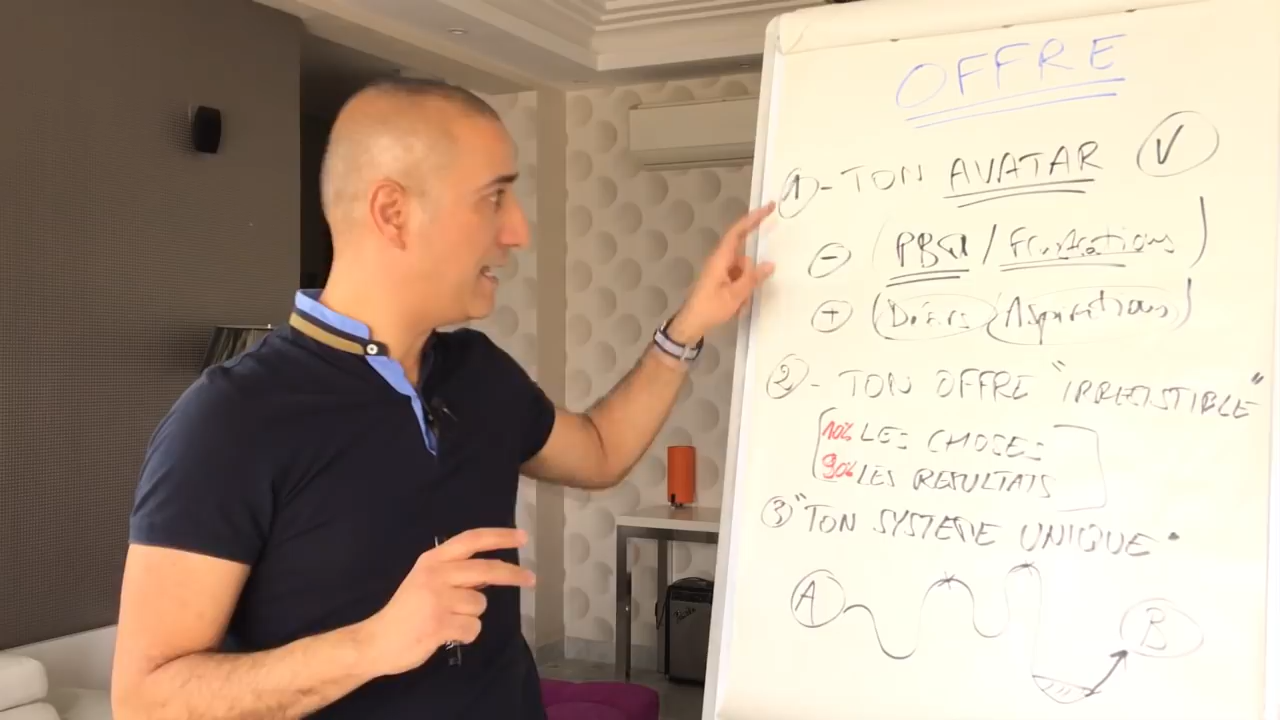 OFFRE
1 - TON AVATAR V
- (PBM / Frustrations)
+ (Désirs (Aspirations)
2 - TON OFFRE "IRRESISTIBLE"
10% LES CHOSES
90% LES RESULTATS
3 "TON SYSTEME UNIQUE"
A
B